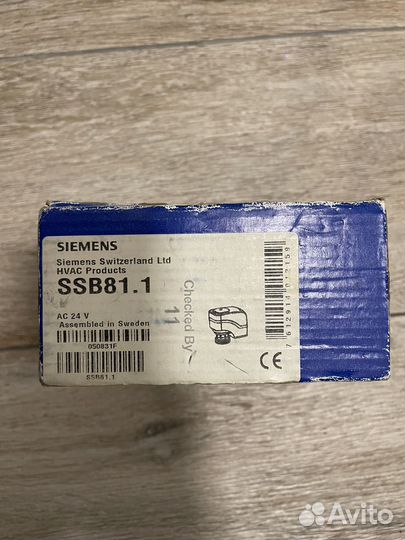 SIEMENS
Siemens Switzerland Ltd
HVAC Products
SSB81.1
AC 24 V
Assembled in Sweden
050831F
SSB81.1
Checked By
11
CE
7612914012159
Avito